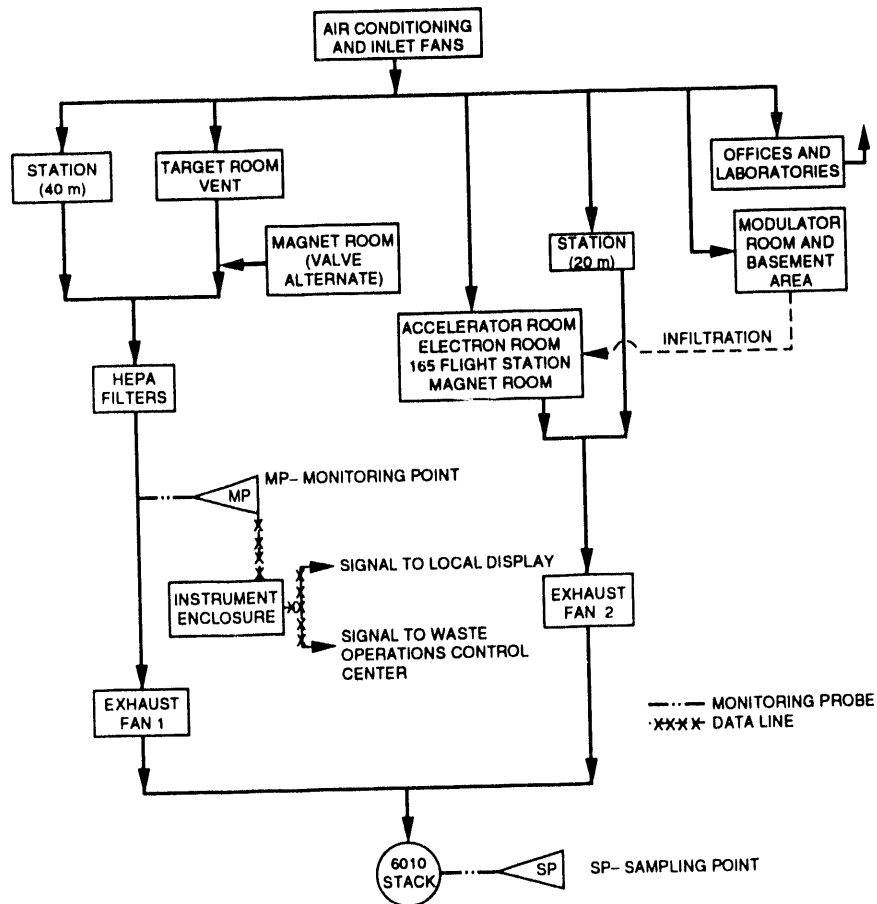 AIR CONDITIONING
AND INLET FANS
STATION
(40 m)
TARGET ROOM
VENT
OFFICES AND
LABORATORIES
MAGNET ROOM
(VALVE
ALTERNATE)
STATION
(20 m)
MODULATOR
ROOM AND
BASEMENT
AREA
ACCELERATOR ROOM
ELECTRON ROOM
165 FLIGHT STATION
MAGNET ROOM
INFILTRATION
HEPA
FILTERS
MP
MP– MONITORING POINT
INSTRUMENT
ENCLOSURE
SIGNAL TO LOCAL DISPLAY
SIGNAL TO WASTE
OPERATIONS CONTROL
CENTER
EXHAUST
FAN 2
EXHAUST
FAN 1
MONITORING PROBE
DATA LINE
6010
STACK
SP
SP– SAMPLING POINT